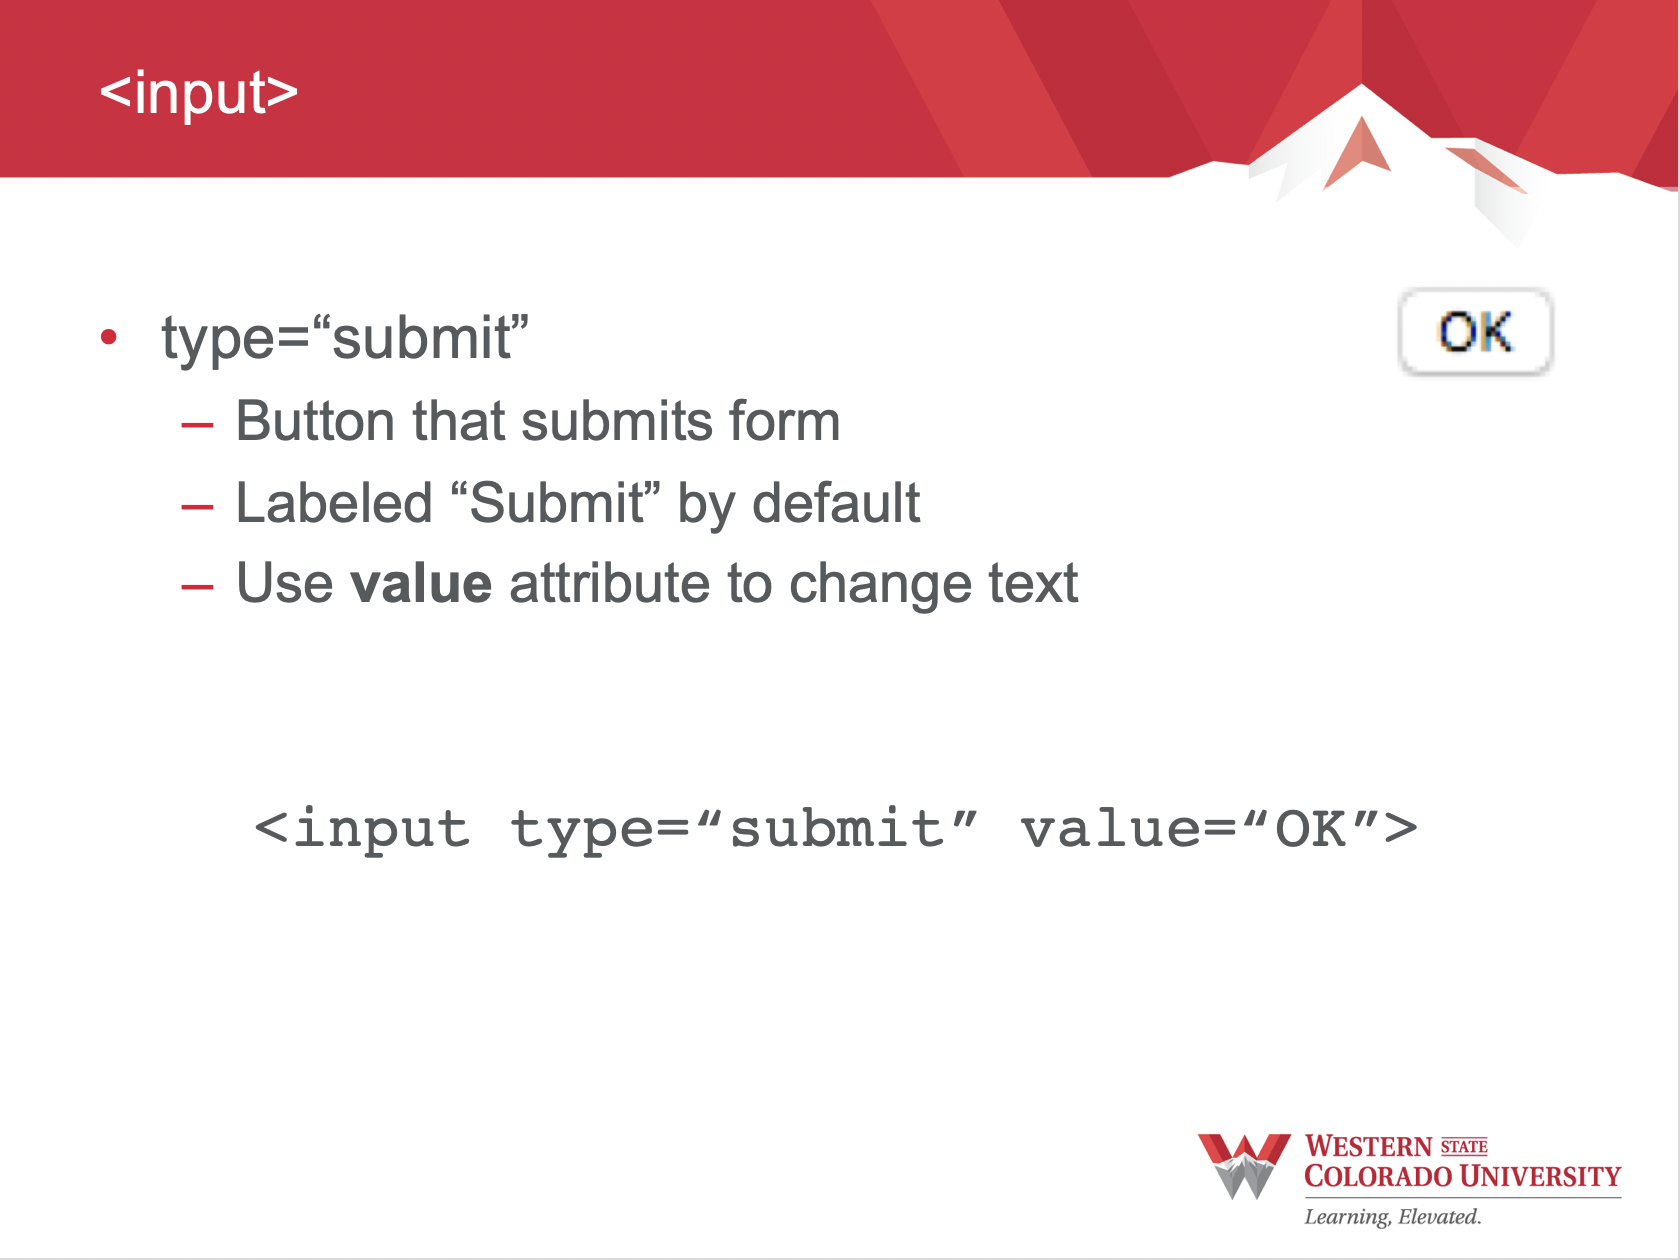 <input>
• type=“submit”
OK
– Button that submits form
– Labeled “Submit” by default
– Use value attribute to change text
<input type=“submit” value=“OK”>
WESTERN STATE
COLORADO UNIVERSITY
Learning, Elevated.